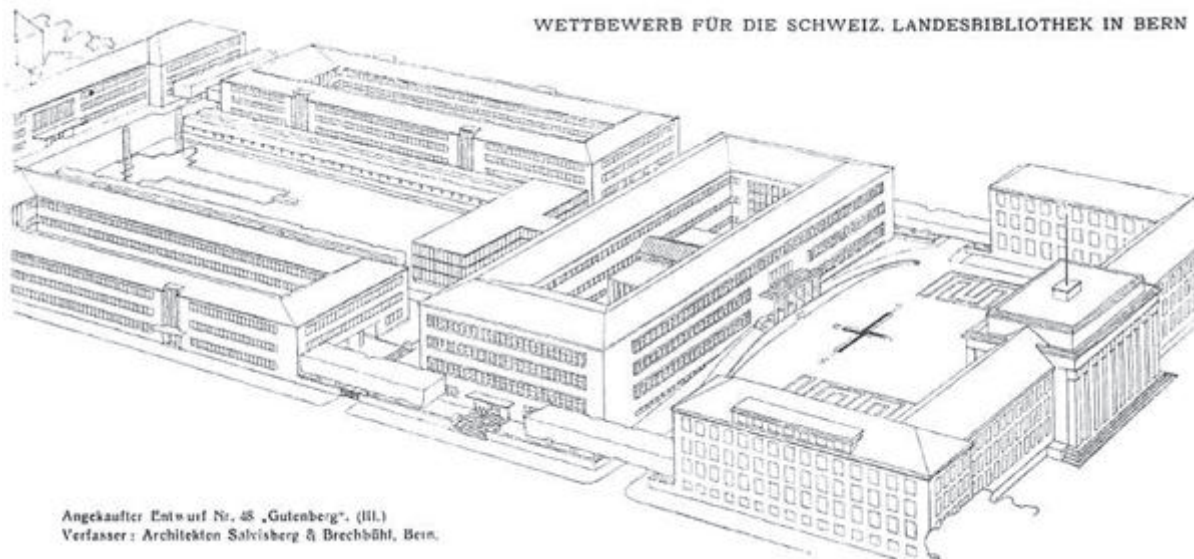 WETTBEWERB FÜR DIE SCHWEIZ. LANDESBIBLIOTHEK IN BERN
Angekaufter Entwurf Nr. 48 „Gutenberg“. (III.)
Verfasser: Architekten Salvisberg & Brechbühl, Bern.